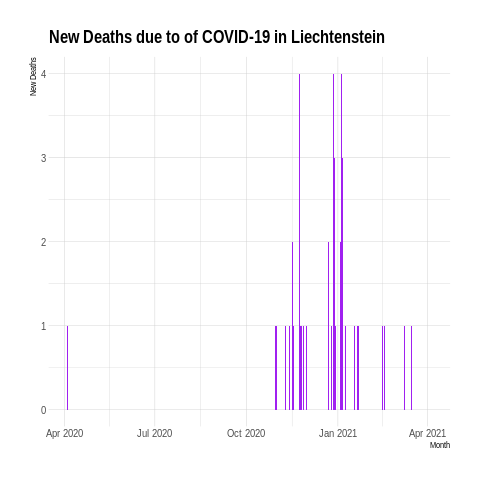 New Deaths due to of COVID-19 in Liechtenstein
New Deaths
4
3
2
1
0
Apr 2020 Jul 2020 Oct 2020 Jan 2021 Apr 2021
Month